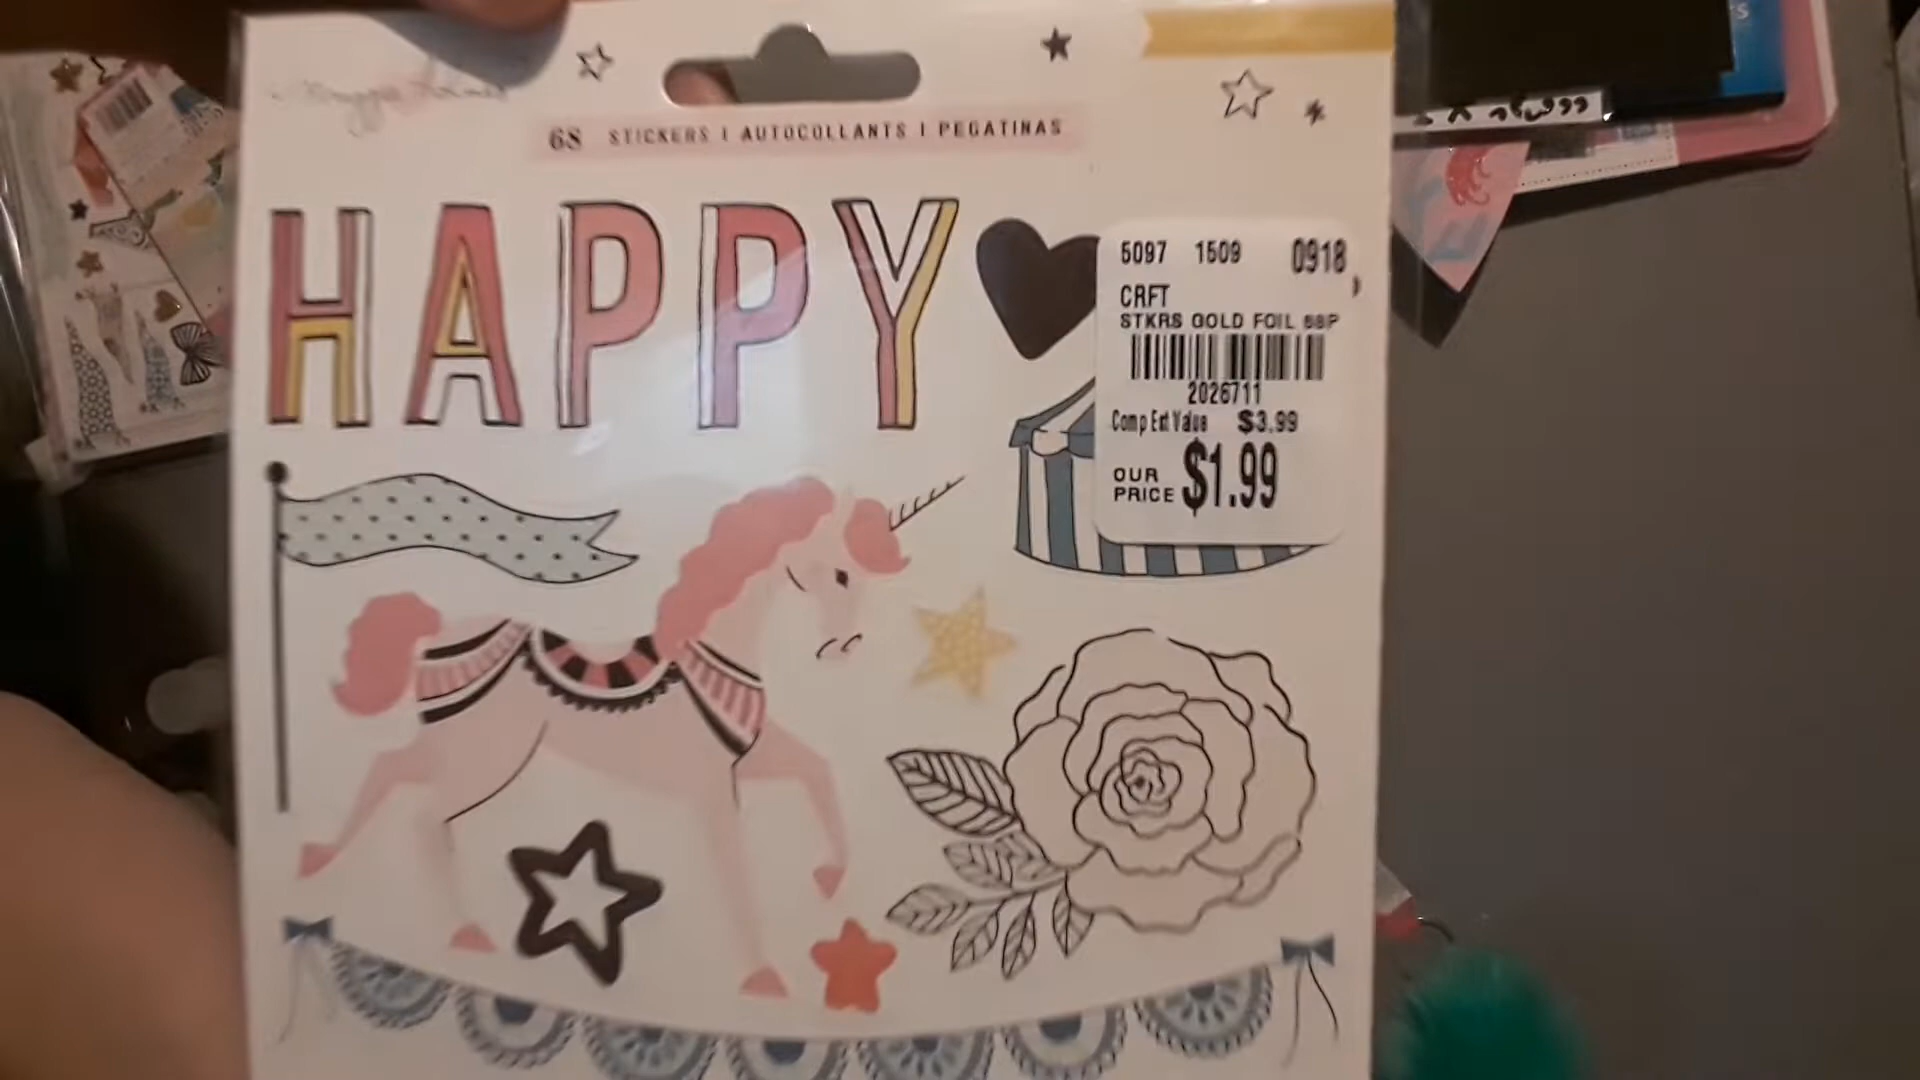 68 STICKERS | AUTOCOLLANTS | PEGATINAS
HAPPY
5097 1509 0918
CRFT
STKRS GOLD FOIL 68P
2026711
Comp Ext Value $3.99
OUR PRICE $1.99